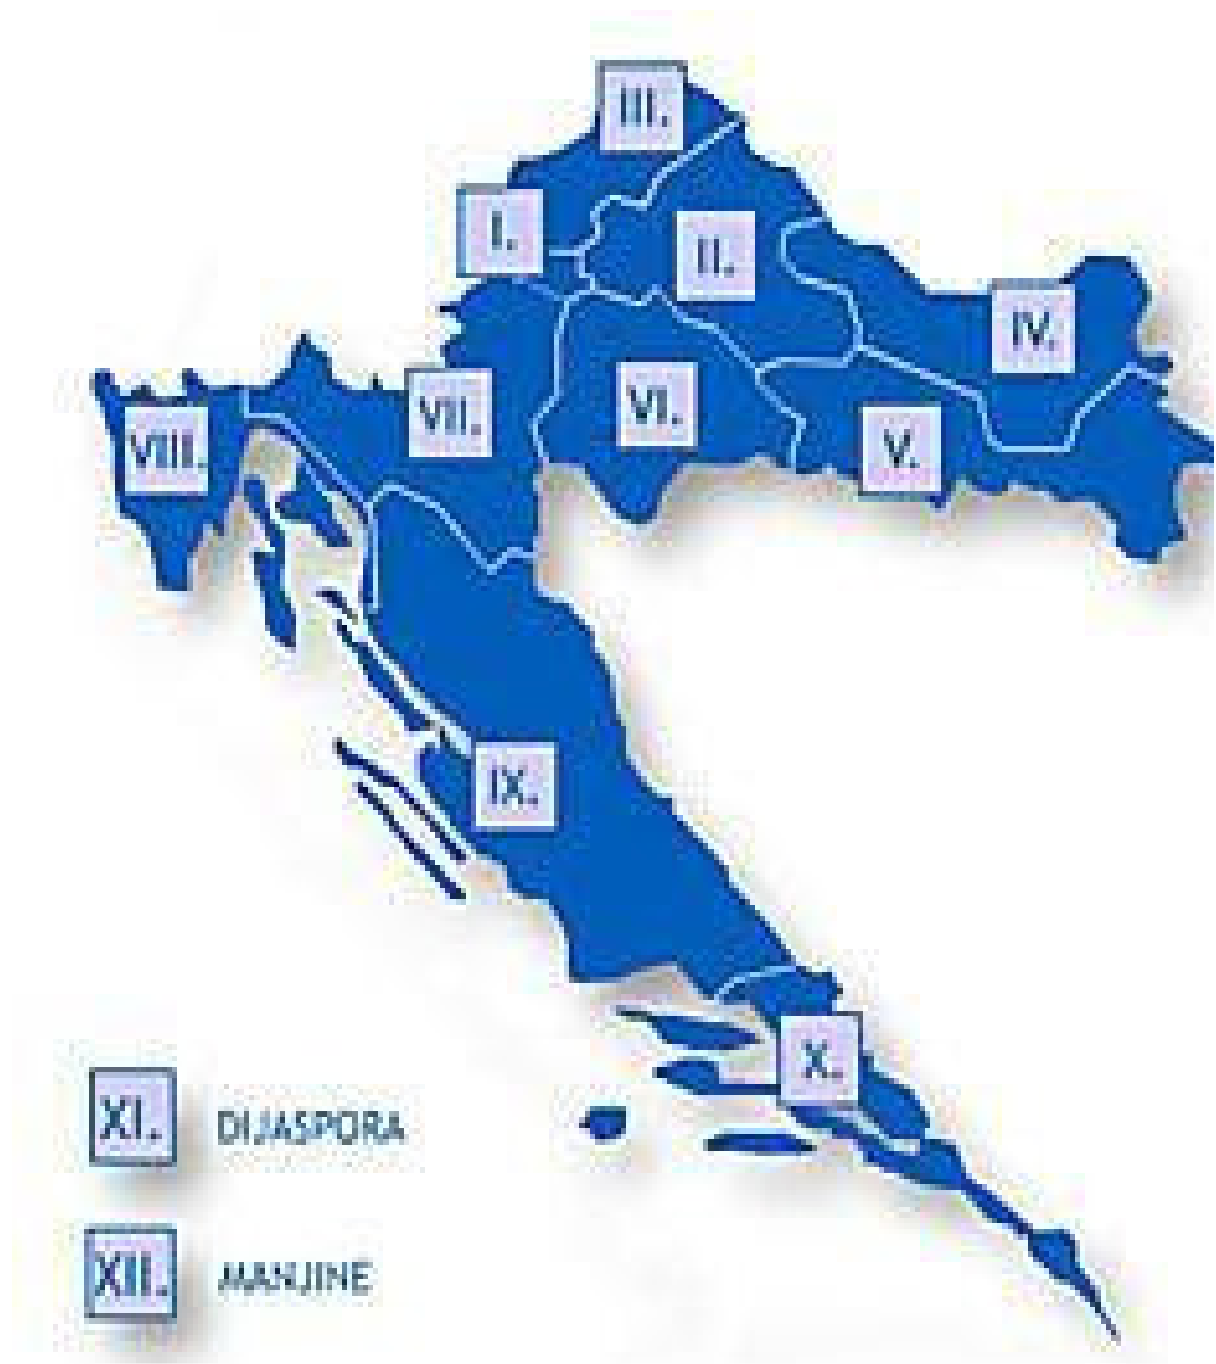 III.
I.
II.
IV.
VII.
VI.
VIII.
V.
IX.
X.
XI. DIJASPORA
XII. MANJINE